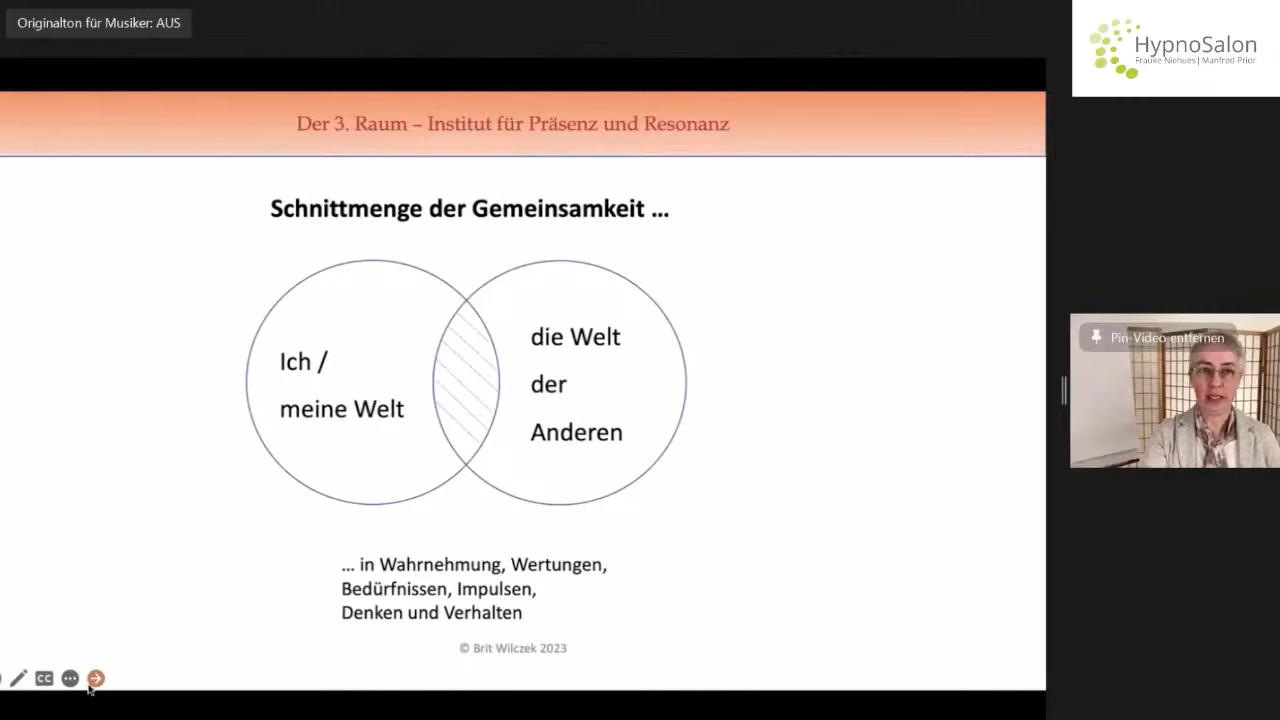 Originalton für Musiker: AUS
HypnoSalon
Frauke Niehues | Manfred Prior
Der 3. Raum – Institut für Präsenz und Resonanz
Schnittmenge der Gemeinsamkeit ...
Ich /
meine Welt
die Welt
der
Anderen
Pin-Video entfernen
... in Wahrnehmung, Wertungen,
Bedürfnissen, Impulsen,
Denken und Verhalten
© Brit Wilczek 2023
CC